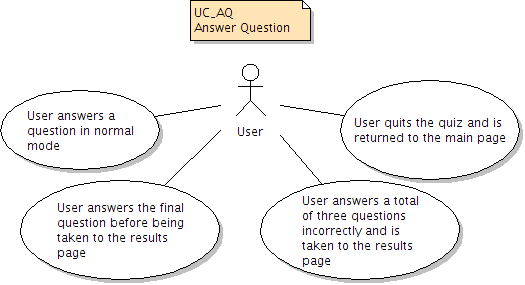 UC_AQ
Answer Question
User
User answers a
question in normal
mode
User quits the quiz and is
returned to the main page
User answers the final
question before being
taken to the results
page
User answers a total
of three questions
incorrectly and is
taken to the results
page